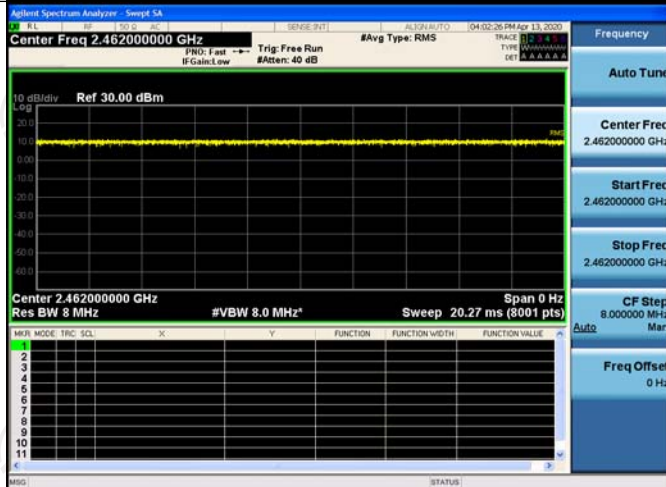 Agilent Spectrum Analyzer - Swept SA
RL RF 50 Ω AC SENSE:INT ALIGN AUTO 04:02:26 PM Apr 13, 2020
Center Freq 2.462000000 GHz
PNO: Fast
IFGain:Low
Trig: Free Run
#Atten: 40 dB
#Avg Type: RMS
TRACE 1 2 3 4 5 6
TYPE
DET A A A A A A
10 dB/div Ref 30.00 dBm
Log
20.0
10.0
0.00
-10.0
-20.0
-30.0
-40.0
-50.0
-60.0
RMS
Center 2.462000000 GHz Span 0 Hz
Res BW 8 MHz #VBW 8.0 MHz* Sweep 20.27 ms (8001 pts)
MKR MODE TRC SCL X Y FUNCTION FUNCTION WIDTH FUNCTION VALUE
1
2
3
4
5
6
7
8
9
10
11
MSG STATUS
Frequency
Auto Tune
Center Freq
2.462000000 GHz
Start Freq
2.462000000 GHz
Stop Freq
2.462000000 GHz
CF Step
8.000000 MHz
Auto Man
Freq Offset
0 Hz